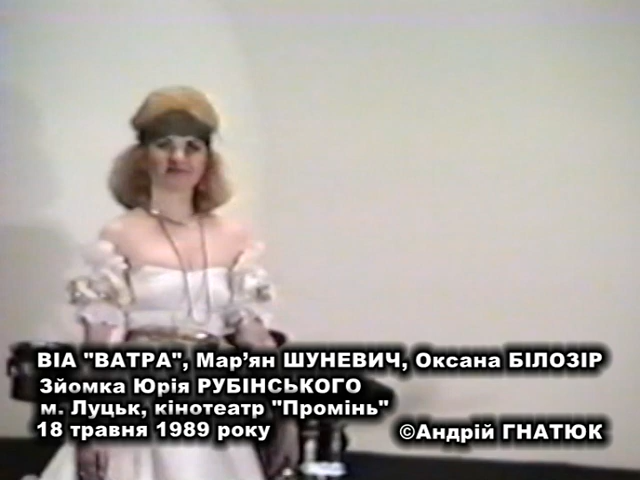 ВІА "ВАТРА", Мар’ян ШУНЕВИЧ, Оксана БІЛОЗІР
Зйомка Юрія РУБІНСЬКОГО
м. Луцьк, кінотеатр "Промінь"
18 травня 1989 року ©Андрій ГНАТЮК